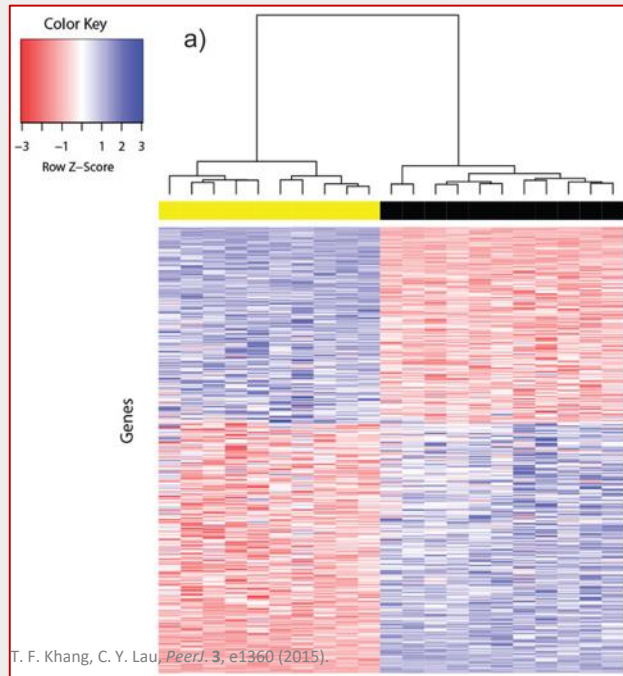 Color Key
a)
−3 −1 1 2 3
Row Z−Score
Genes
T. F. Khang, C. Y. Lau, PeerJ. 3, e1360 (2015).